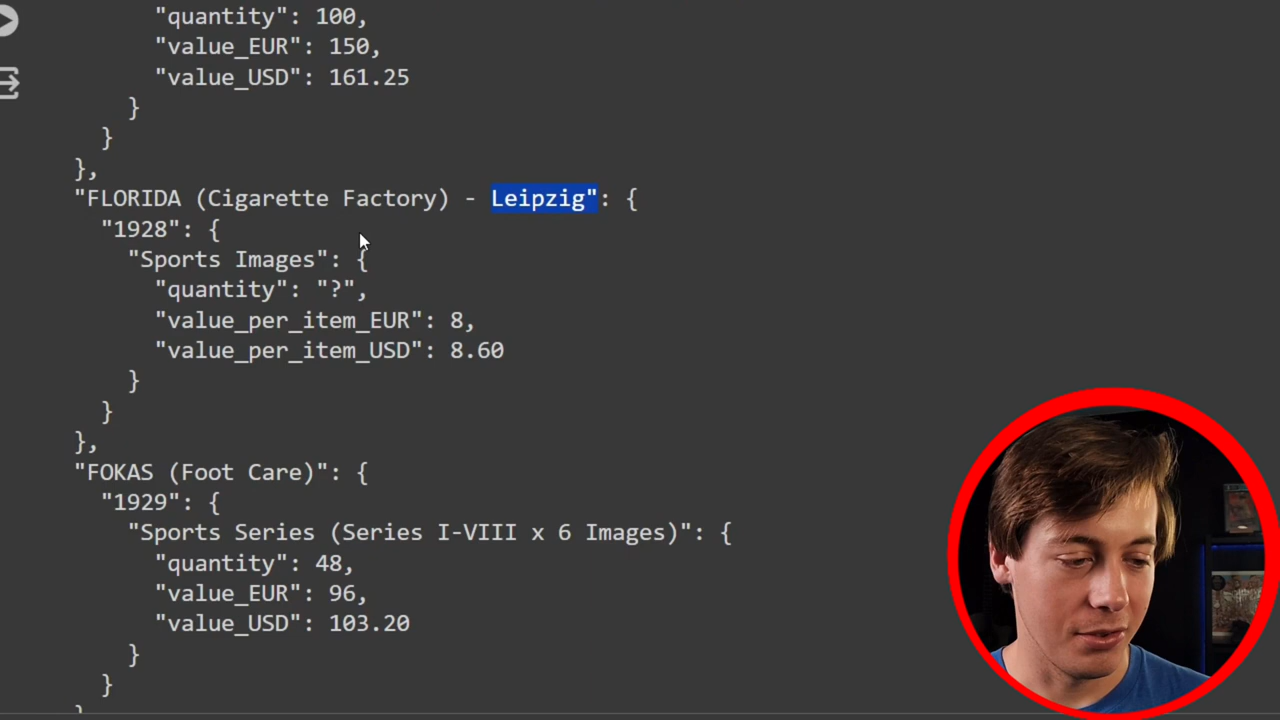 "quantity": 100,
"value_EUR": 150,
"value_USD": 161.25
}
}
},
"FLORIDA (Cigarette Factory) - Leipzig": {
"1928": {
"Sports Images": {
"quantity": "?",
"value_per_item_EUR": 8,
"value_per_item_USD": 8.60
}
}
},
"FOKAS (Foot Care)": {
"1929": {
"Sports Series (Series I-VIII x 6 Images)": {
"quantity": 48,
"value_EUR": 96,
"value_USD": 103.20
}
}
}